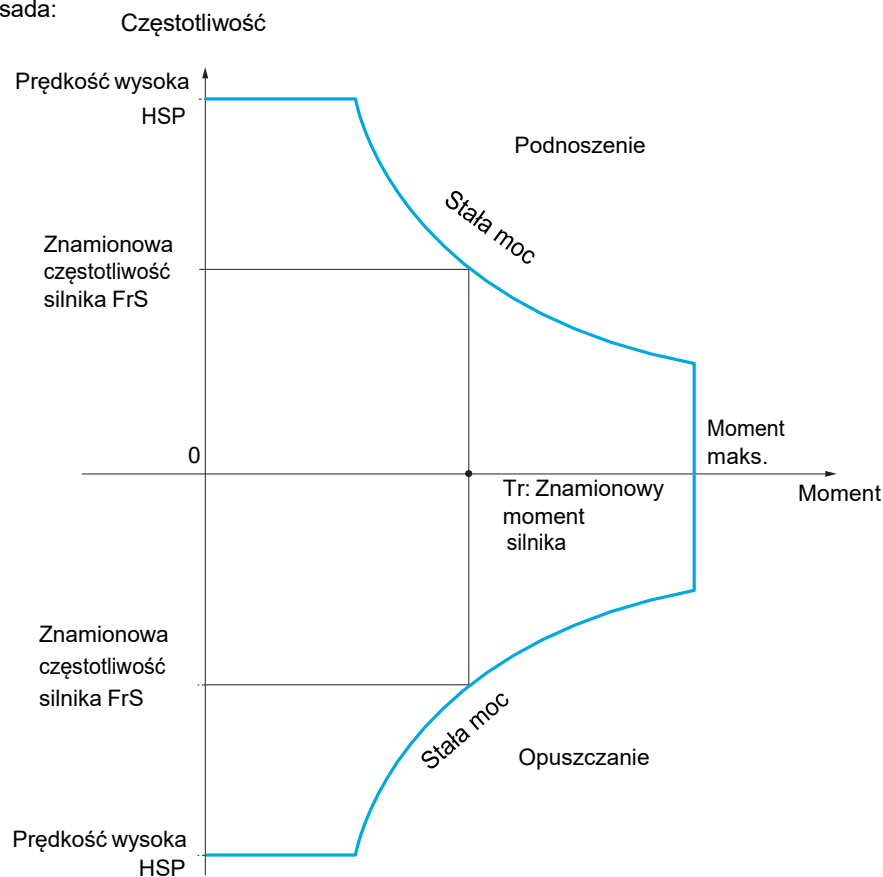 sada:
Częstotliwość
Prędkość wysoka
HSP
Podnoszenie
Stała moc
Znamionowa
częstotliwość
silnika FrS
Moment
maks.
0
Moment
Tr: Znamionowy
moment
silnika
Znamionowa
częstotliwość
silnika FrS
Stała moc
Opuszczanie
Prędkość wysoka
HSP